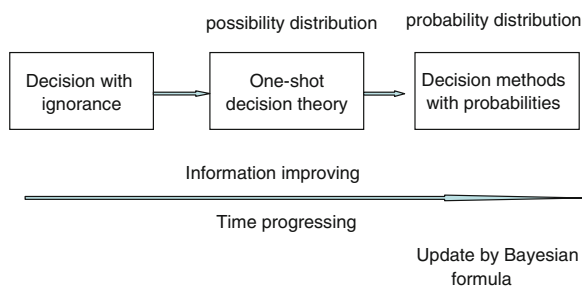 possibility distribution
probability distribution
Decision with
ignorance
One-shot
decision theory
Decision methods
with probabilities
Information improving
Time progressing
Update by Bayesian
formula